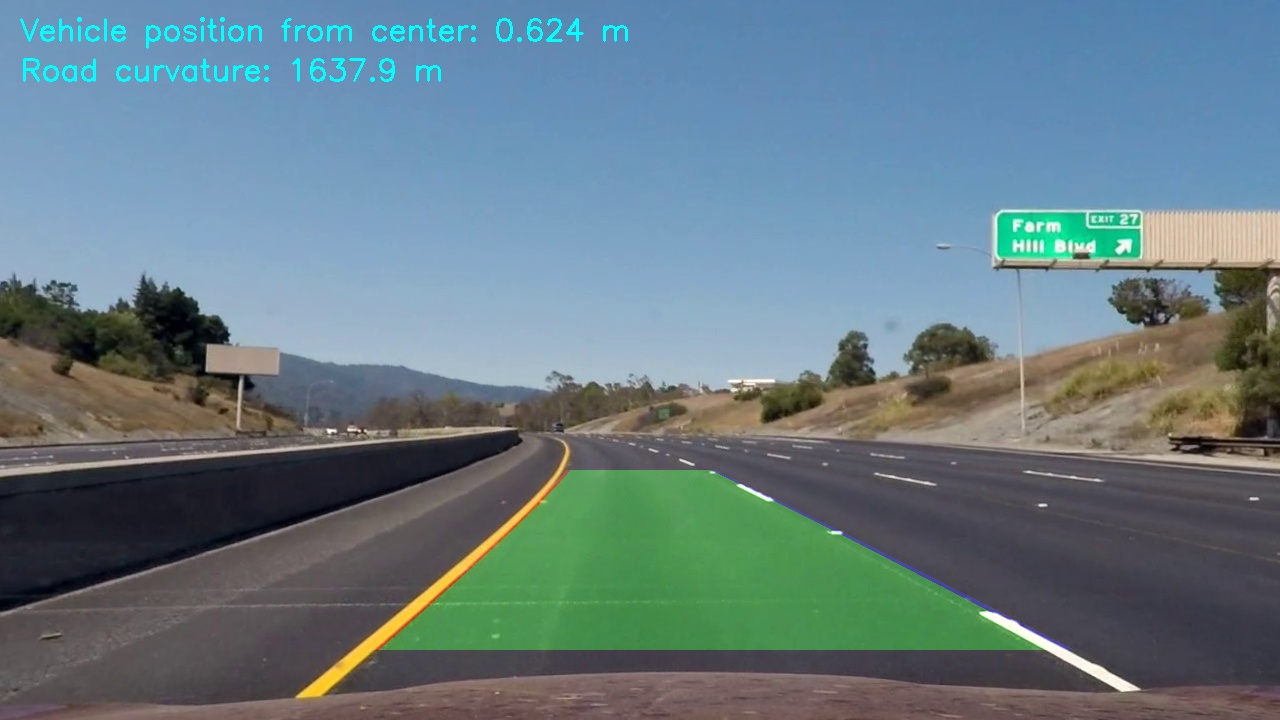 Vehicle position from center: 0.624 m
Road curvature: 1637.9 m
EXIT 27
Farm
Hill Blvd